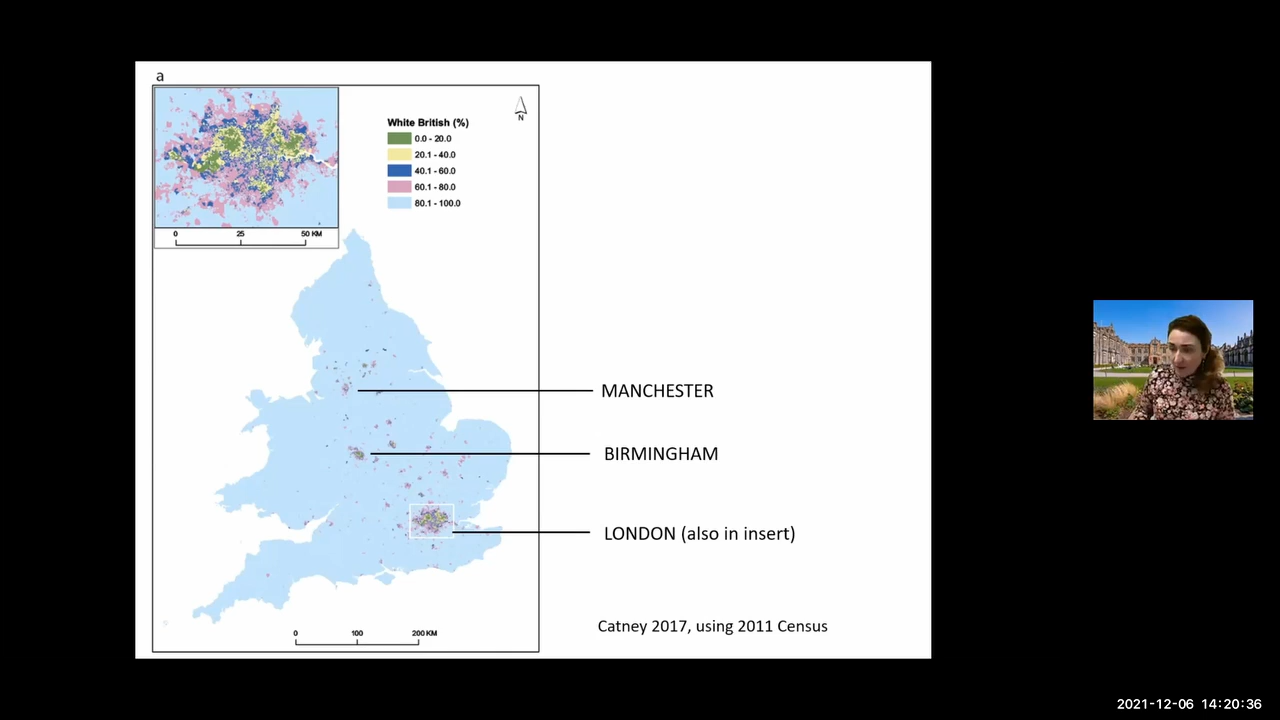 a
N
White British (%)
0.0 - 20.0
20.1 - 40.0
40.1 - 60.0
60.1 - 80.0
80.1 - 100.0
0 25 50 KM
MANCHESTER
BIRMINGHAM
LONDON (also in insert)
Catney 2017, using 2011 Census
0 100 200 KM
2021-12-06 14:20:36